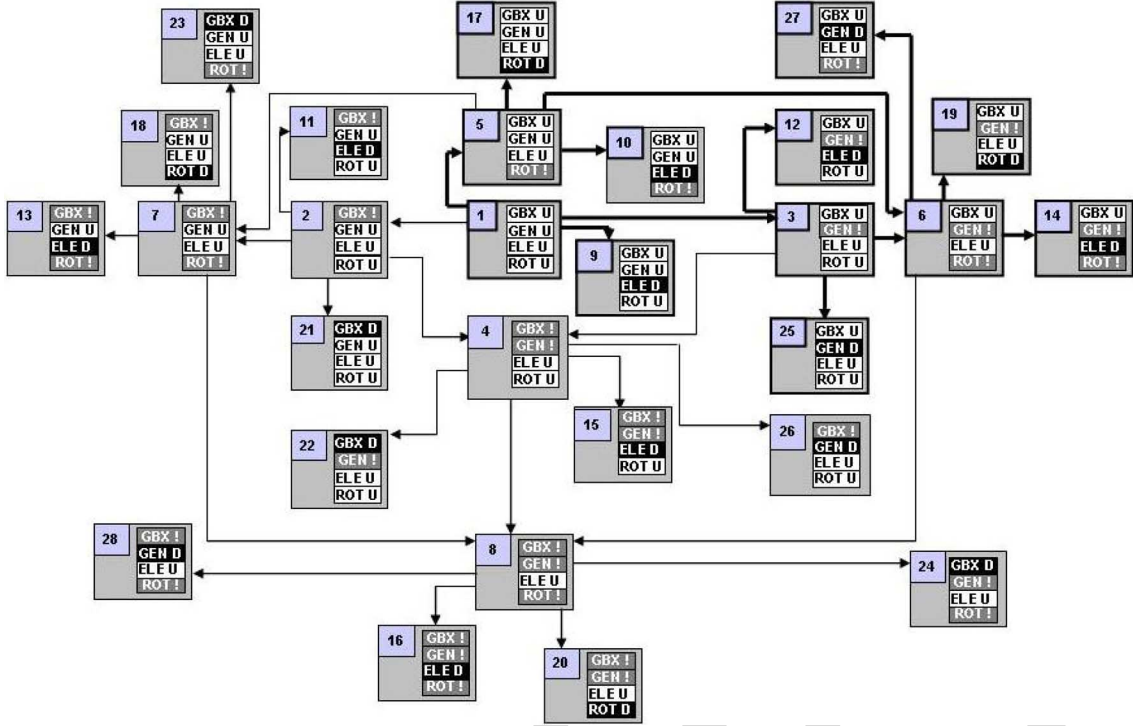 23
GBX D
GEN U
ELE U
ROT !
17
GBX U
GEN U
ELE U
ROT D
27
GBX U
GEN D
ELE U
ROT !
18
GBX !
GEN U
ELE U
ROT D
11
GBX !
GEN U
ELE D
ROT U
5
GBX U
GEN U
ELE U
ROT !
10
GBX U
GEN U
ELE D
ROT !
12
GBX U
GEN !
ELE D
ROT U
19
GBX U
GEN !
ELE U
ROT D
13
GBX !
GEN U
ELE D
ROT !
7
GBX !
GEN U
ELE U
ROT !
2
GBX !
GEN U
ELE U
ROT U
1
GBX U
GEN U
ELE U
ROT U
9
GBX U
GEN U
ELE D
ROT U
3
GBX U
GEN !
ELE U
ROT U
6
GBX U
GEN !
ELE U
ROT !
14
GBX U
GEN !
ELE D
ROT !
21
GBX D
GEN U
ELE U
ROT U
4
GBX !
GEN !
ELE U
ROT U
25
GBX U
GEN D
ELE U
ROT U
22
GBX D
GEN !
ELE U
ROT U
15
GBX !
GEN !
ELE D
ROT U
26
GBX !
GEN D
ELE U
ROT U
28
GBX !
GEN D
ELE U
ROT !
8
GBX !
GEN !
ELE U
ROT !
24
GBX D
GEN !
ELE U
ROT !
16
GBX !
GEN !
ELE D
ROT !
20
GBX !
GEN !
ELE U
ROT D